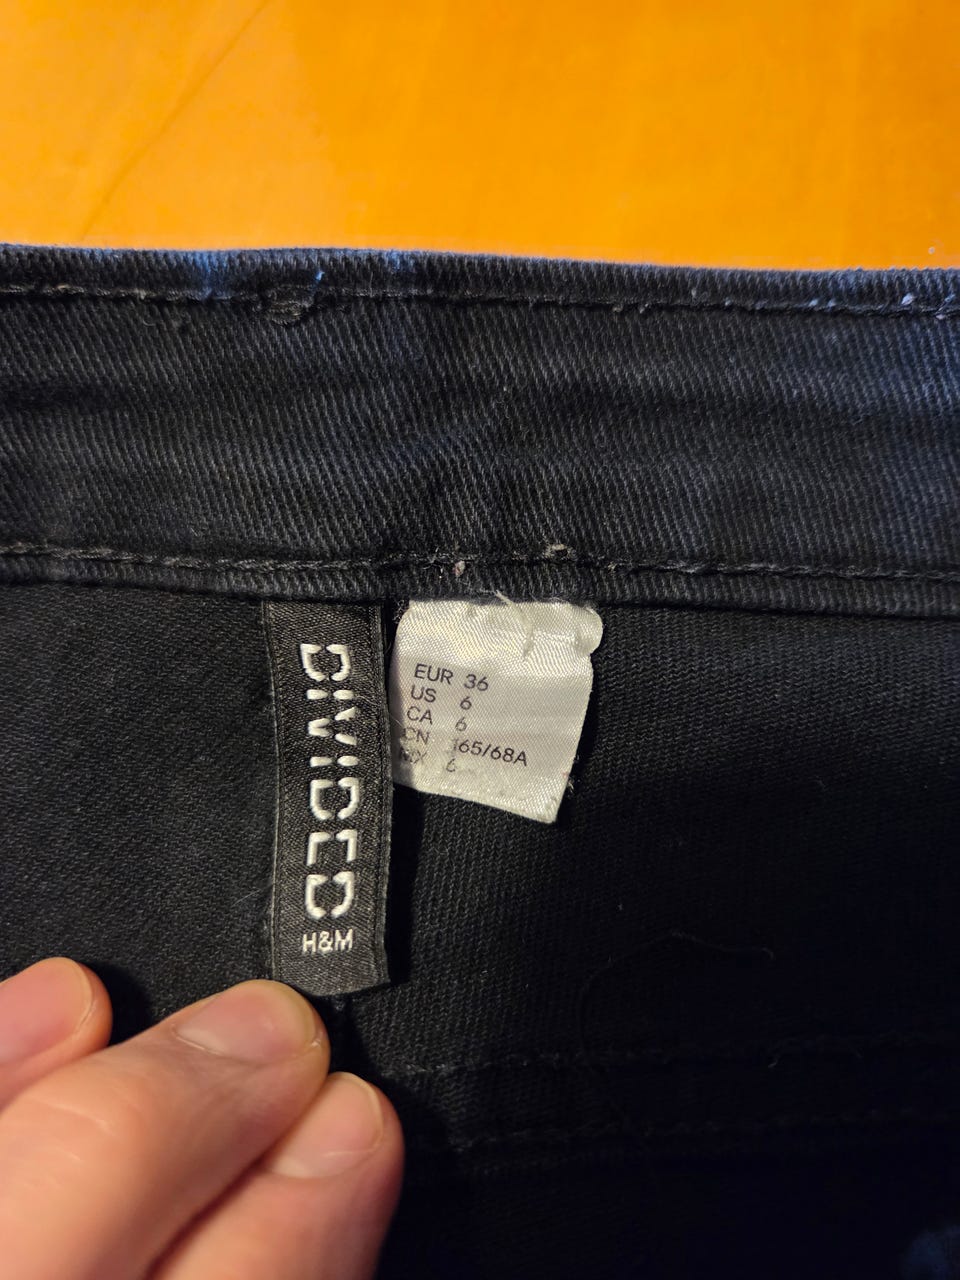 DIVIDED
H&M
EUR 36
US 6
CA 6
CN 165/68A
MX 6